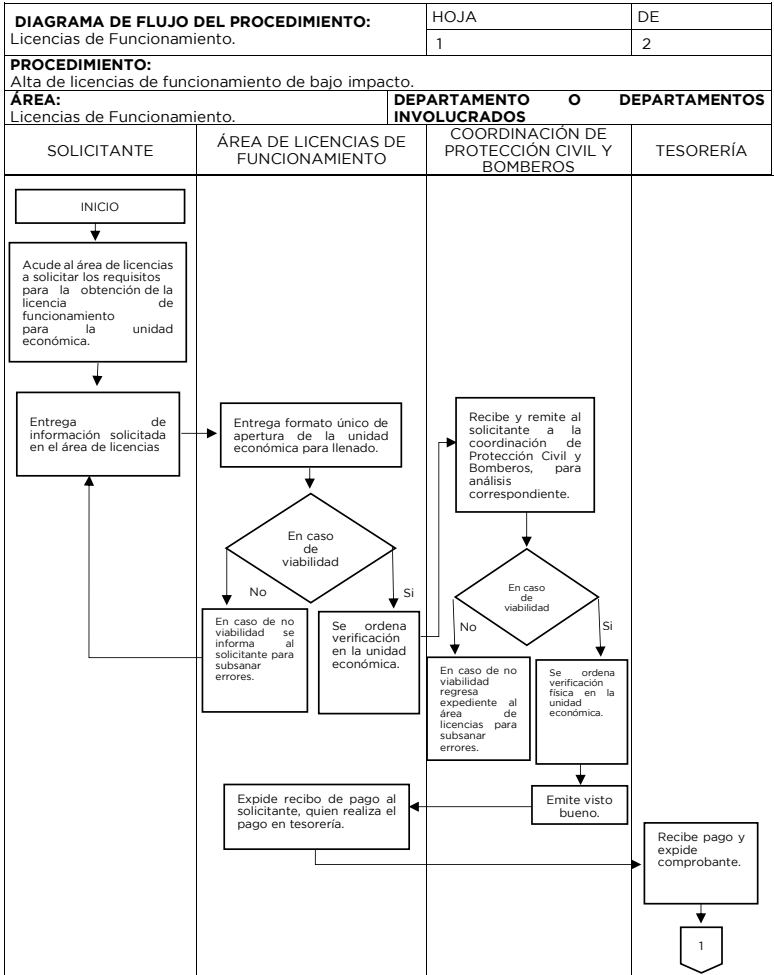 DIAGRAMA DE FLUJO DEL PROCEDIMIENTO:
Licencias de Funcionamiento.
HOJA
DE
1
2
PROCEDIMIENTO:
Alta de licencias de funcionamiento de bajo impacto.
ÁREA:
Licencias de Funcionamiento.
DEPARTAMENTO O DEPARTAMENTOS
INVOLUCRADOS
SOLICITANTE
ÁREA DE LICENCIAS DE
FUNCIONAMIENTO
COORDINACIÓN DE
PROTECCIÓN CIVIL Y
BOMBEROS
TESORERÍA
INICIO
Acude al área de licencias
a solicitar los requisitos
para la obtención de la
licencia de
funcionamiento
para la unidad
económica.
Entrega de
información solicitada
en el área de licencias
Entrega formato único de
apertura de la unidad
económica para llenado.
Recibe y remite al
solicitante a la
coordinación de
Protección Civil y
Bomberos, para
análisis
correspondiente.
En caso
de
viabilidad
No
Si
En caso de no
viabilidad se
informa al
solicitante para
subsanar
errores.
Se ordena
verificación
en la unidad
económica.
En caso
de
viabilidad
No
Si
En caso de no
viabilidad
regresa
expediente al
área de
licencias para
subsanar
errores.
Se ordena
verificación
física en la
unidad
económica.
Expide recibo de pago al
solicitante, quien realiza el
pago en tesorería.
Emite visto
bueno.
Recibe pago y
expide
comprobante.
1